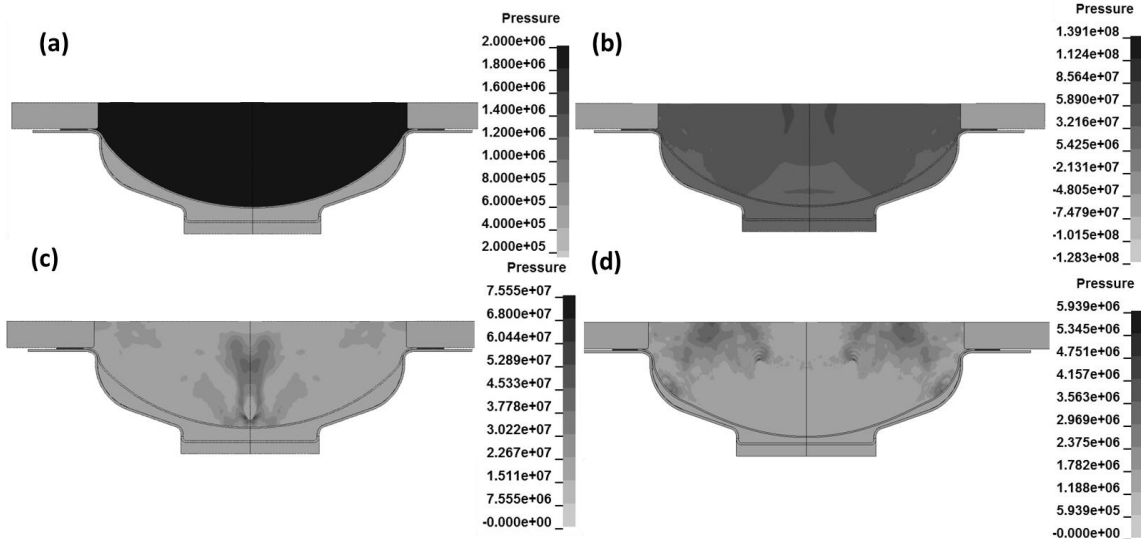 (a)
Pressure
2.000e+06
1.800e+06
1.600e+06
1.400e+06
1.200e+06
1.000e+06
8.000e+05
6.000e+05
4.000e+05
2.000e+05
(b)
Pressure
1.391e+08
1.124e+08
8.564e+07
5.890e+07
3.216e+07
5.425e+06
-2.131e+07
-4.805e+07
-7.479e+07
-1.015e+08
-1.283e+08
(c)
Pressure
7.555e+07
6.800e+07
6.044e+07
5.289e+07
4.533e+07
3.778e+07
3.022e+07
2.267e+07
1.511e+07
7.555e+06
-0.000e+00
(d)
Pressure
5.939e+06
5.345e+06
4.751e+06
4.157e+06
3.563e+06
2.969e+06
2.375e+06
1.782e+06
1.188e+06
5.939e+05
-0.000e+00